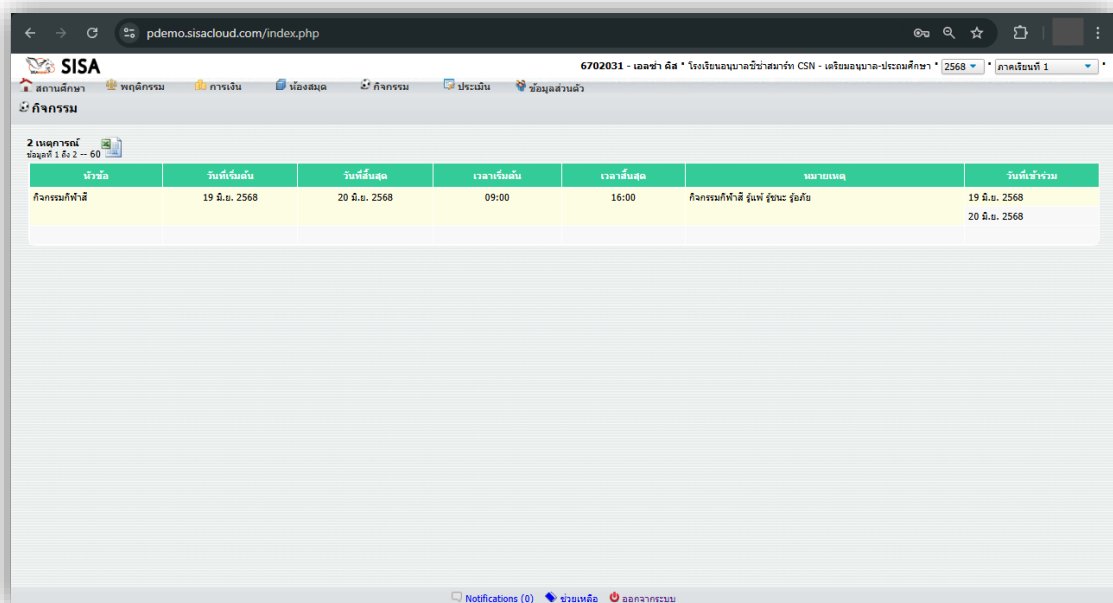 pdemo.sisacloud.com/index.php
SISA
6702031 - เอลซ่า ดิส * โรงเรียนอนุบาลชิช่าสมาร์ท CSN - เตรียมอนุบาล-ประถมศึกษา * 2568 * ภาคเรียนที่ 1 *
สถานศึกษา พฤติกรรม การเงิน ห้องสมุด กิจกรรม ประเมิน ข้อมูลส่วนตัว
กิจกรรม
2 เหตุการณ์
ข้อมูลที่ 1 ถึง 2 -- 60
หัวข้อ วันที่เริ่มต้น วันที่สิ้นสุด เวลาเริ่มต้น เวลาสิ้นสุด หมายเหตุ วันที่เข้าร่วม
กิจกรรมกีฬาสี 19 มิ.ย. 2568 20 มิ.ย. 2568 09:00 16:00 กิจกรรมกีฬาสี รู้แพ้ รู้ชนะ รู้อภัย 19 มิ.ย. 2568
20 มิ.ย. 2568
Notifications (0) ช่วยเหลือ ออกจากระบบ